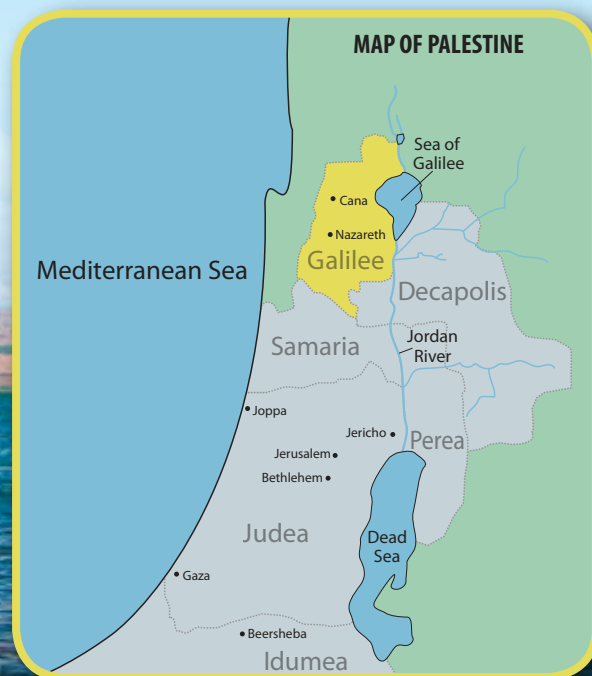 MAP OF PALESTINE
Sea of
Galilee
Cana
Nazareth
Galilee
Mediterranean Sea
Decapolis
Samaria
Jordan
River
Joppa
Jericho
Perea
Jerusalem
Bethlehem
Judea
Dead
Sea
Gaza
Beersheba
Idumea